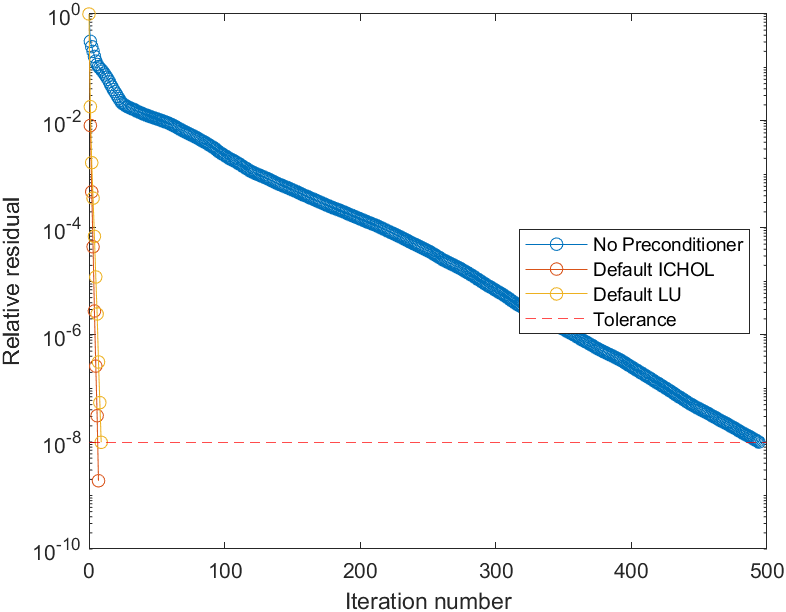 10^0
10^-2
10^-4
10^-6
10^-8
10^-10
Relative residual
No Preconditioner
Default ICHOL
Default LU
Tolerance
0 100 200 300 400 500
Iteration number